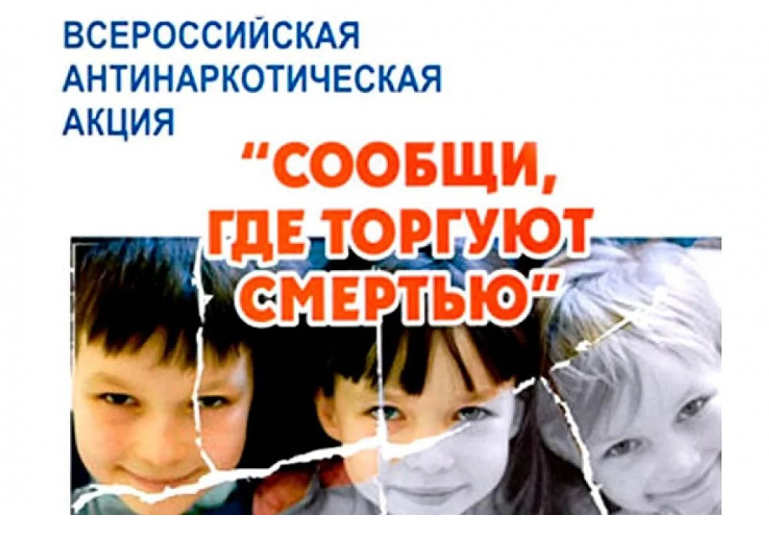 ВСЕРОССИЙСКАЯ
АНТИНАРКОТИЧЕСКАЯ
АКЦИЯ
“СООБЩИ,
ГДЕ ТОРГУЮТ
СМЕРТЬЮ”